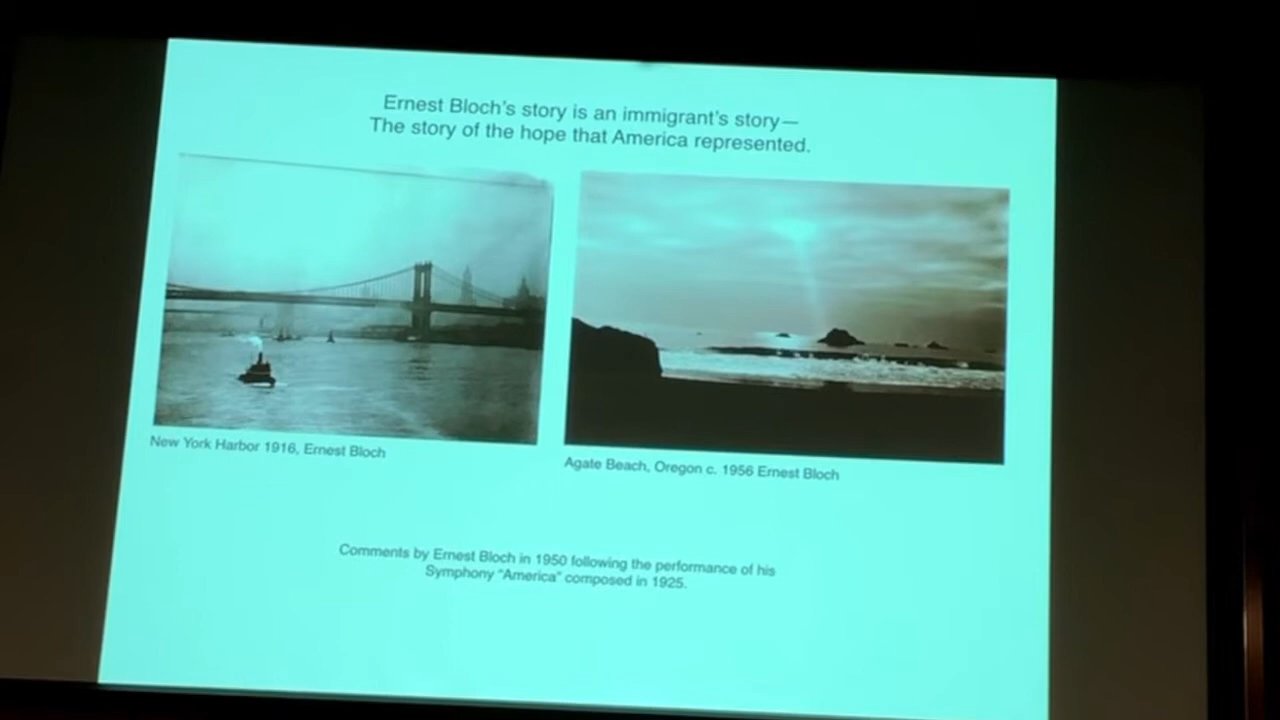 Ernest Bloch's story is an immigrant's story—
The story of the hope that America represented.
New York Harbor 1916, Ernest Bloch
Agate Beach, Oregon c. 1956 Ernest Bloch
Comments by Ernest Bloch in 1950 following the performance of his
Symphony "America" composed in 1925.